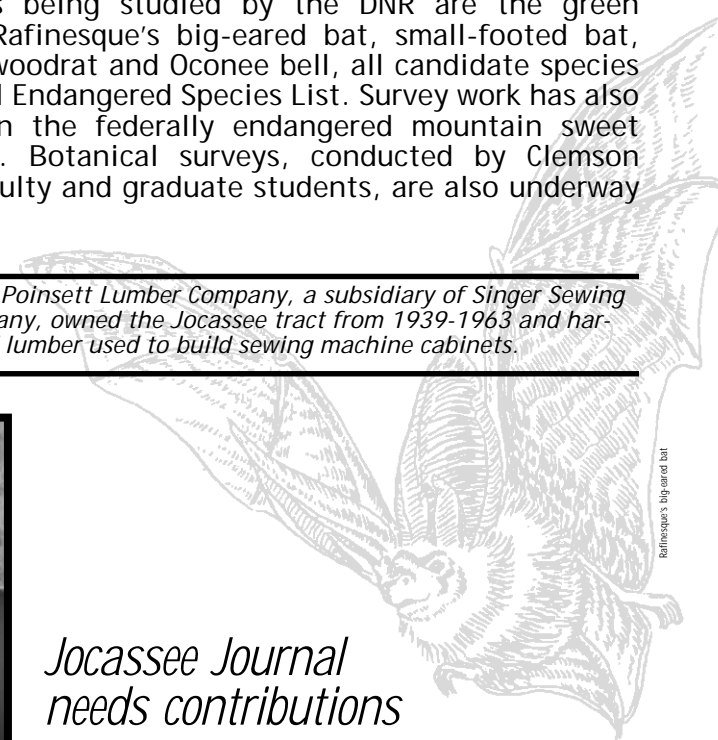 s being studied by the DNR are the green
Rafinesque's big-eared bat, small-footed bat,
woodrat and Oconee bell, all candidate species
Endangered Species List. Survey work has also
n the federally endangered mountain sweet
. Botanical surveys, conducted by Clemson
ulty and graduate students, are also underway
Poinsett Lumber Company, a subsidiary of Singer Sewing
any, owned the Jocassee tract from 1939-1963 and har-
lumber used to build sewing machine cabinets.
Rafinesque's big-eared bat
Jocassee Journal
needs contributions